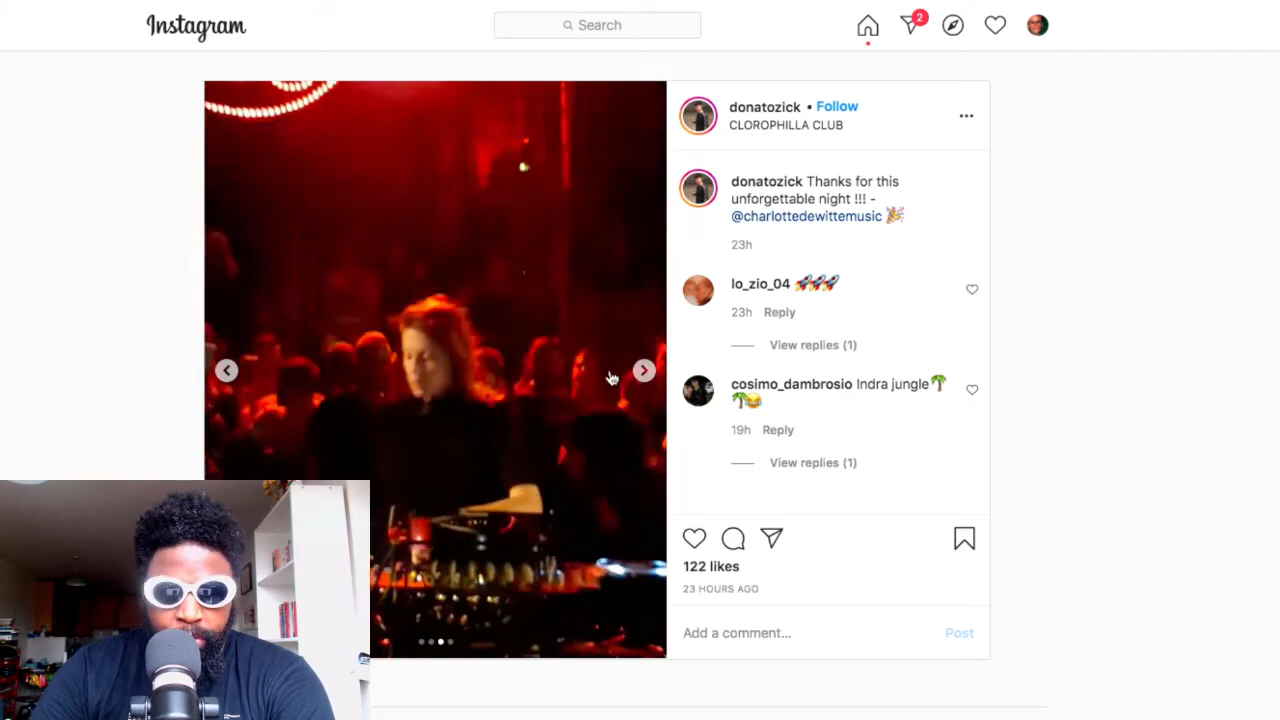 Instagram
Search
2
donatozick • Follow
CLOROPHILLA CLUB
donatozick Thanks for this
unforgettable night !!! -
@charlottedewittemusic 🎉
23h
lo_zio_04 🚀🚀🚀
23h Reply
View replies (1)
cosimo_dambrosio Indra jungle🌴
🌴😂
19h Reply
View replies (1)
122 likes
23 HOURS AGO
Add a comment... Post